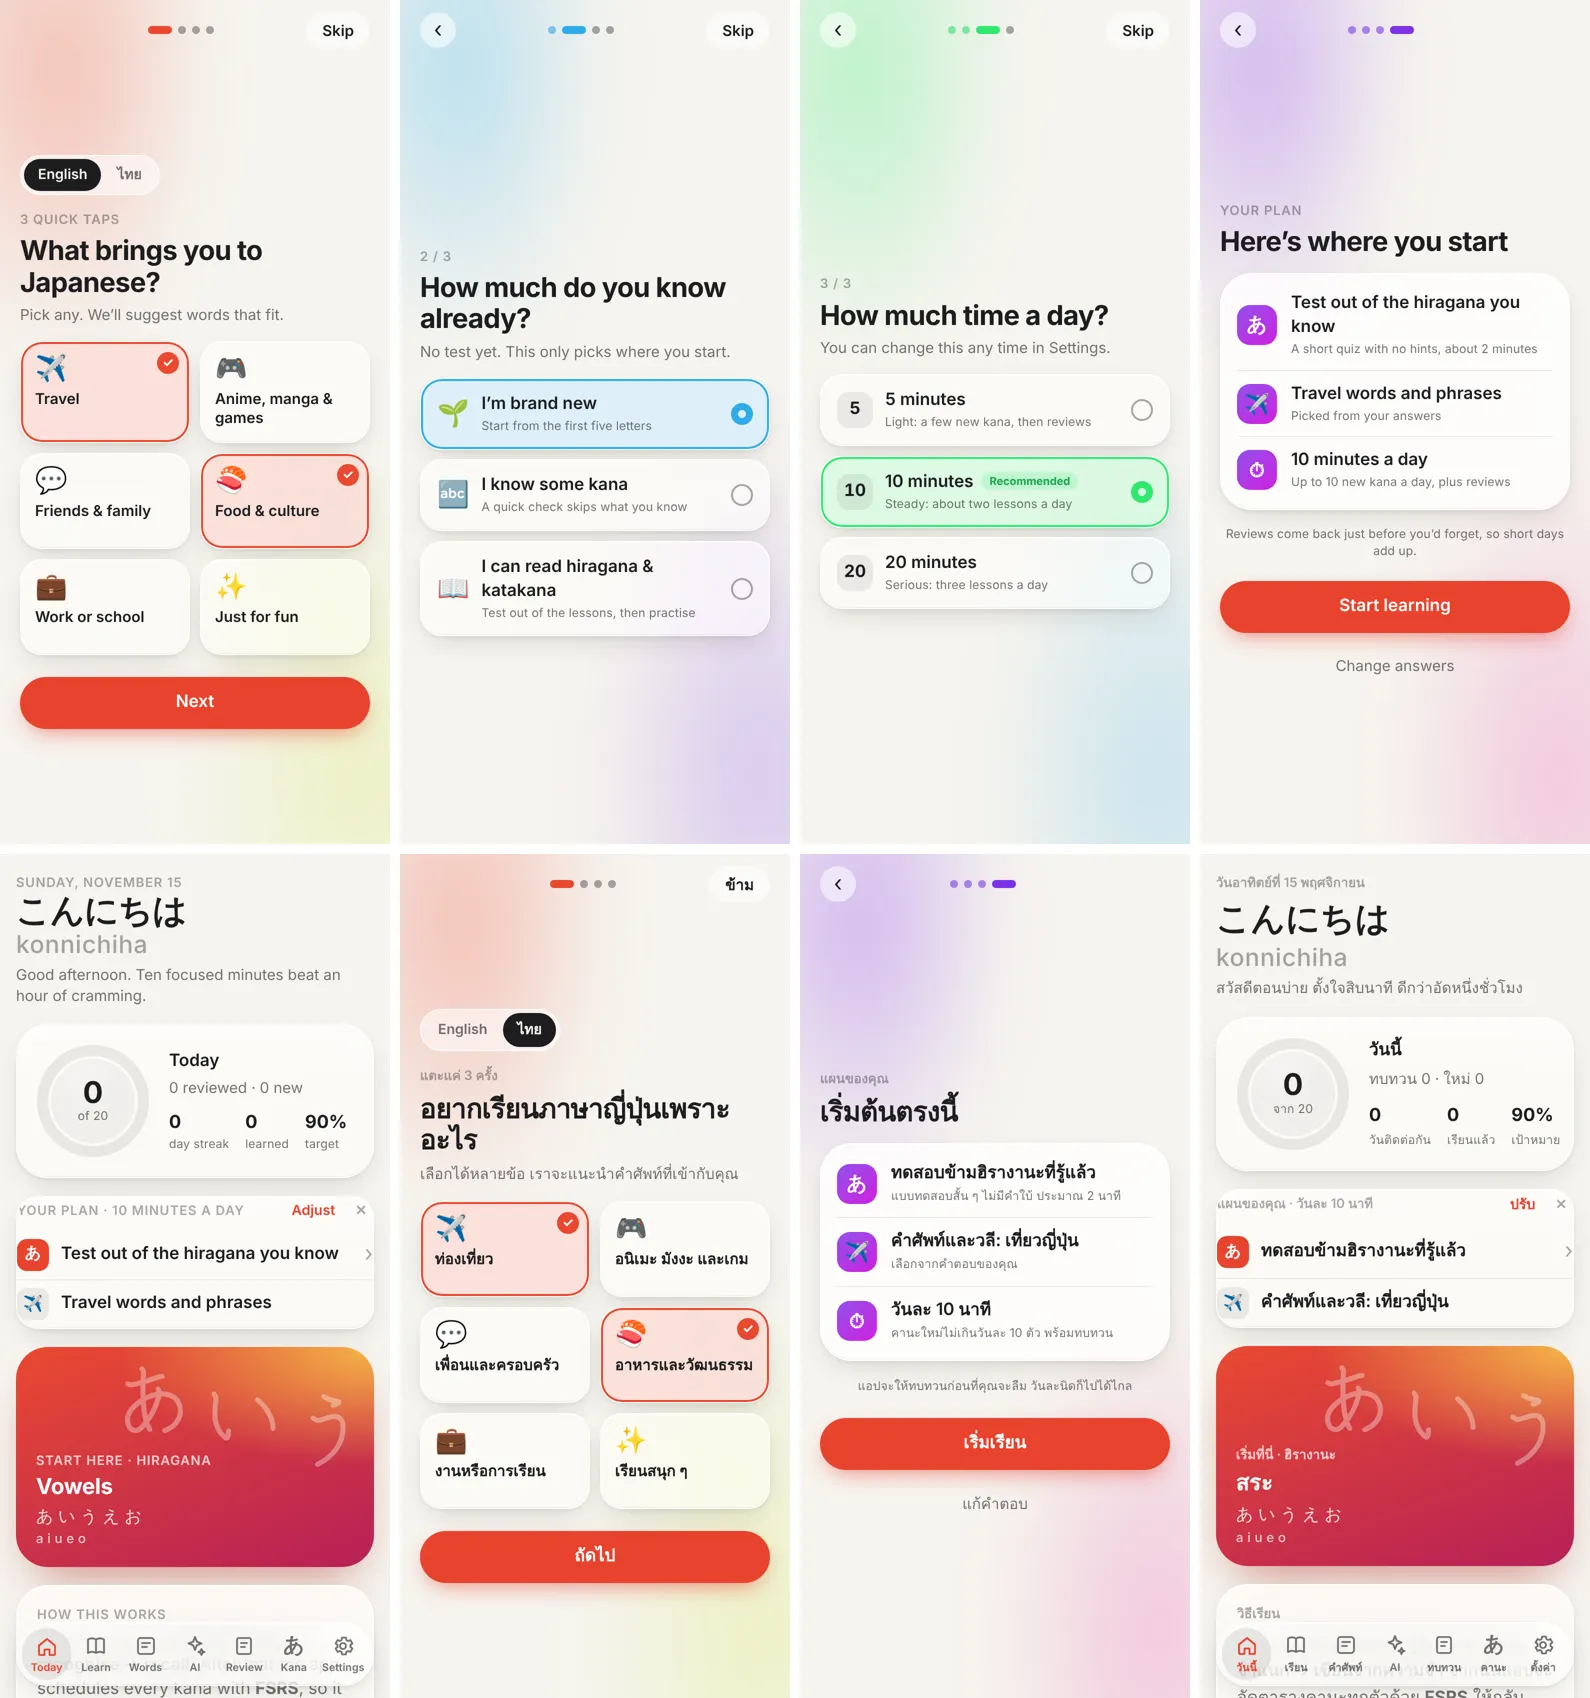 Skip
English
ไทย
3 QUICK TAPS
What brings you to
Japanese?
Pick any. We'll suggest words that fit.
Travel
Anime, manga &
games
Friends & family
Food & culture
Work or school
Just for fun
Next
Skip
2 / 3
How much do you know
already?
No test yet. This only picks where you start.
I'm brand new
Start from the first five letters
abc
I know some kana
A quick check skips what you know
I can read hiragana &
katakana
Test out of the lessons, then practise
Skip
3 / 3
How much time a day?
You can change this any time in Settings.
5
5 minutes
Light: a few new kana, then reviews
10
10 minutes
Recommended
Steady: about two lessons a day
20
20 minutes
Serious: three lessons a day
YOUR PLAN
Here's where you start
あ
Test out of the hiragana you
know
A short quiz with no hints, about 2 minutes
Travel words and phrases
Picked from your answers
10 minutes a day
Up to 10 new kana a day, plus reviews
Reviews come back just before you'd forget, so short days
add up.
Start learning
Change answers
SUNDAY, NOVEMBER 15
こんにちは
konnichiha
Good afternoon. Ten focused minutes beat an
hour of cramming.
0
of 20
Today
0 reviewed · 0 new
0 0 90%
day streak learned target
YOUR PLAN · 10 MINUTES A DAY
Adjust
あ
Test out of the hiragana you know
Travel words and phrases
あいう
START HERE · HIRAGANA
Vowels
あ い う え お
a i u e o
HOW THIS WORKS
Today Learn Words AI Review あ Kana Settings
schedules every kana with FSRS, so it
ข้าม
English
ไทย
แตะแค่ 3 ครั้ง
อยากเรียนภาษาญี่ปุ่นเพราะ
อะไร
เลือกได้หลายข้อ เราจะแนะนำคำศัพท์ที่เข้ากับคุณ
ท่องเที่ยว
อนิเมะ มังงะ และเกม
เพื่อนและครอบครัว
อาหารและวัฒนธรรม
งานหรือการเรียน
เรียนสนุก ๆ
ถัดไป
แผนของคุณ
เริ่มต้นตรงนี้
あ
ทดสอบข้ามฮิรางานะที่รู้แล้ว
แบบทดสอบสั้น ๆ ไม่มีคำใบ้ ประมาณ 2 นาที
คำศัพท์และวลี: เที่ยวญี่ปุ่น
เลือกจากคำตอบของคุณ
วันละ 10 นาที
คานะใหม่ไม่เกินวันละ 10 ตัว พร้อมทบทวน
แอปจะให้ทบทวนก่อนที่คุณจะลืม วันละนิดก็ไปได้ไกล
เริ่มเรียน
แก้คำตอบ
วันอาทิตย์ที่ 15 พฤศจิกายน
こんにちは
konnichiha
สวัสดีตอนบ่าย ตั้งใจสิบนาที ดีกว่าอัดหนึ่งชั่วโมง
0
จาก 20
วันนี้
ทบทวน 0 · ใหม่ 0
0 0 90%
วันติดต่อกัน เรียนแล้ว เป้าหมาย
แผนของคุณ · วันละ 10 นาที
ปรับ
あ
ทดสอบข้ามฮิรางานะที่รู้แล้ว
คำศัพท์และวลี: เที่ยวญี่ปุ่น
あいう
เริ่มที่นี่ · ฮิรางานะ
สระ
あ い う え お
a i u e o
วิธีเรียน
วันนี้ เรียน คำศัพท์ AI ทบทวน あ คานะ ตั้งค่า
FSRS